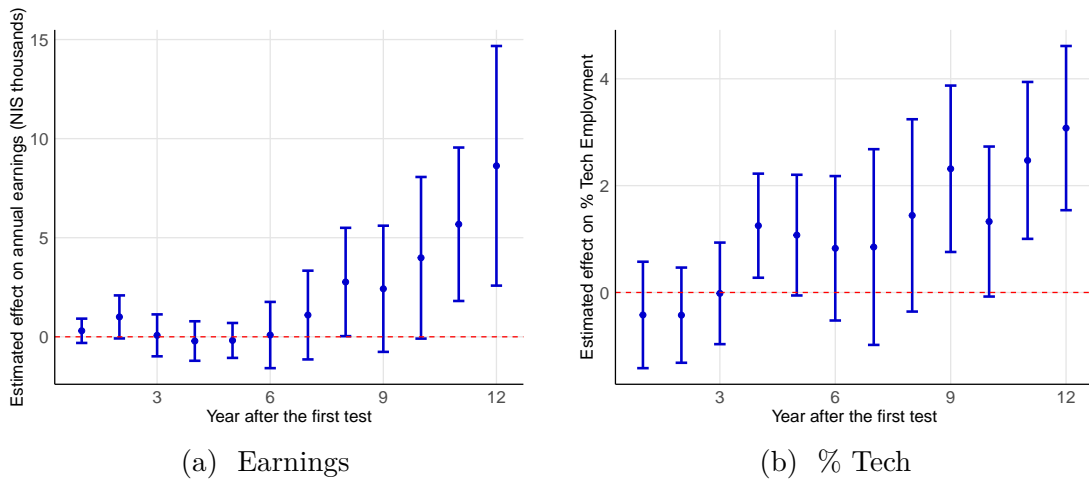 Estimated effect on annual earnings (NIS thousands)
15
10
5
0
3
6
9
12
Year after the first test
(a) Earnings
Estimated effect on % Tech Employment
4
2
0
3
6
9
12
Year after the first test
(b) % Tech